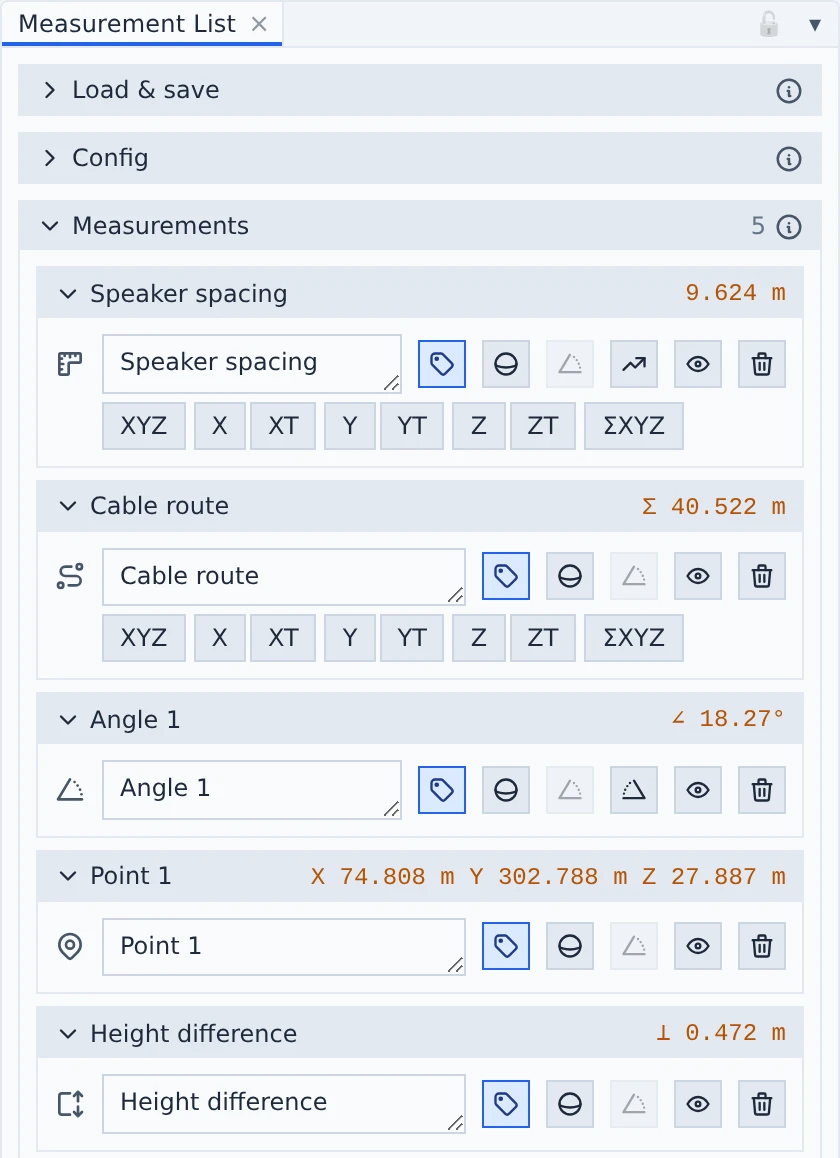 Measurement List
Load & save
Config
Measurements 5
Speaker spacing 9.624 m
Speaker spacing
XYZ X XT Y YT Z ZT ΣXYZ
Cable route Σ 40.522 m
Cable route
XYZ X XT Y YT Z ZT ΣXYZ
Angle 1 ∠ 18.27°
Angle 1
Point 1 X 74.808 m Y 302.788 m Z 27.887 m
Point 1
Height difference ⊥ 0.472 m
Height difference